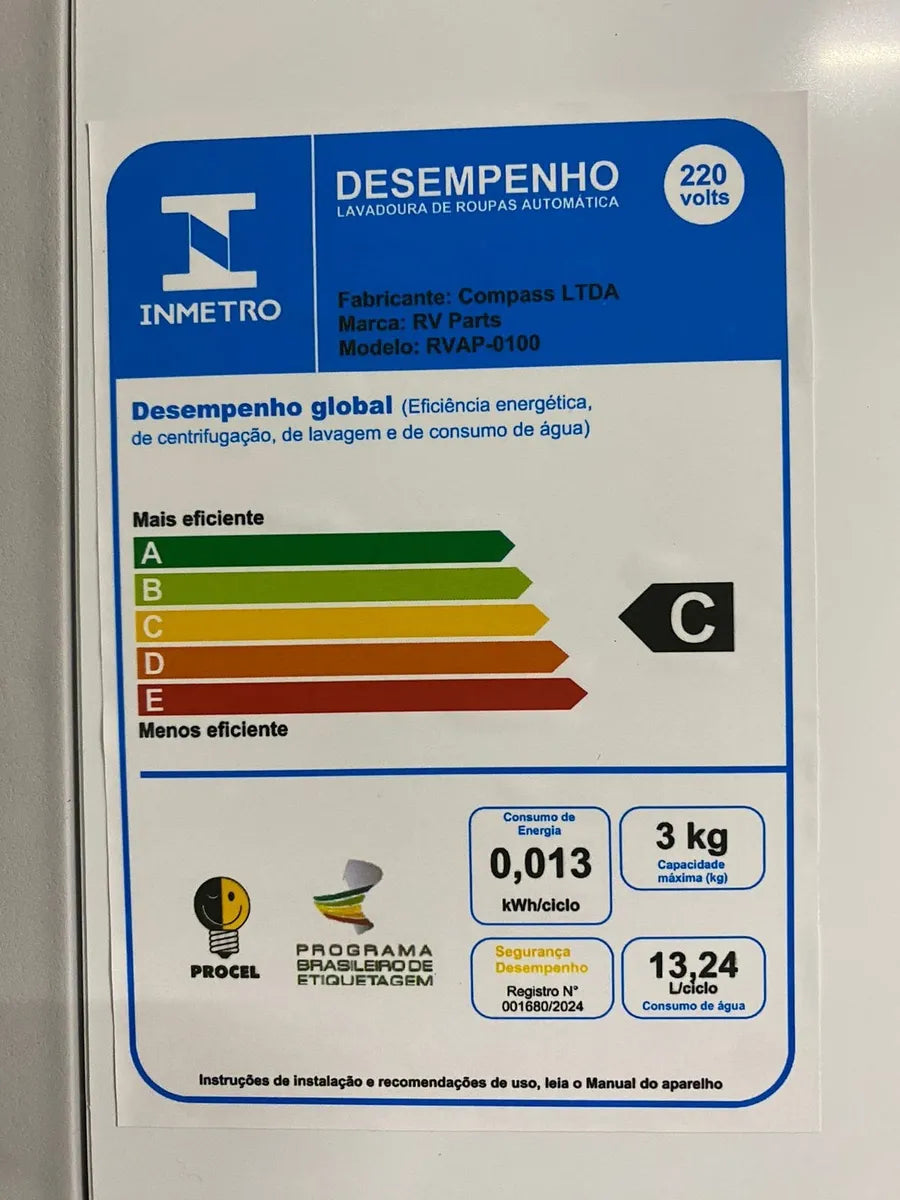 INMETRO
DESEMPENHO
LAVADOURA DE ROUPAS AUTOMÁTICA
220
volts
Fabricante: Compass LTDA
Marca: RV Parts
Modelo: RVAP-0100
Desempenho global (Eficiência energética,
de centrifugação, de lavagem e de consumo de água)
Mais eficiente
A
B
C
D
E
C
Menos eficiente
PROCEL
PROGRAMA
BRASILEIRO DE
ETIQUETAGEM
Consumo de
Energia
0,013
kWh/ciclo
3 kg
Capacidade
máxima (kg)
Segurança
Desempenho
Registro N°
001680/2024
13,24
L/ciclo
Consumo de água
Instruções de instalação e recomendações de uso, leia o Manual do aparelho